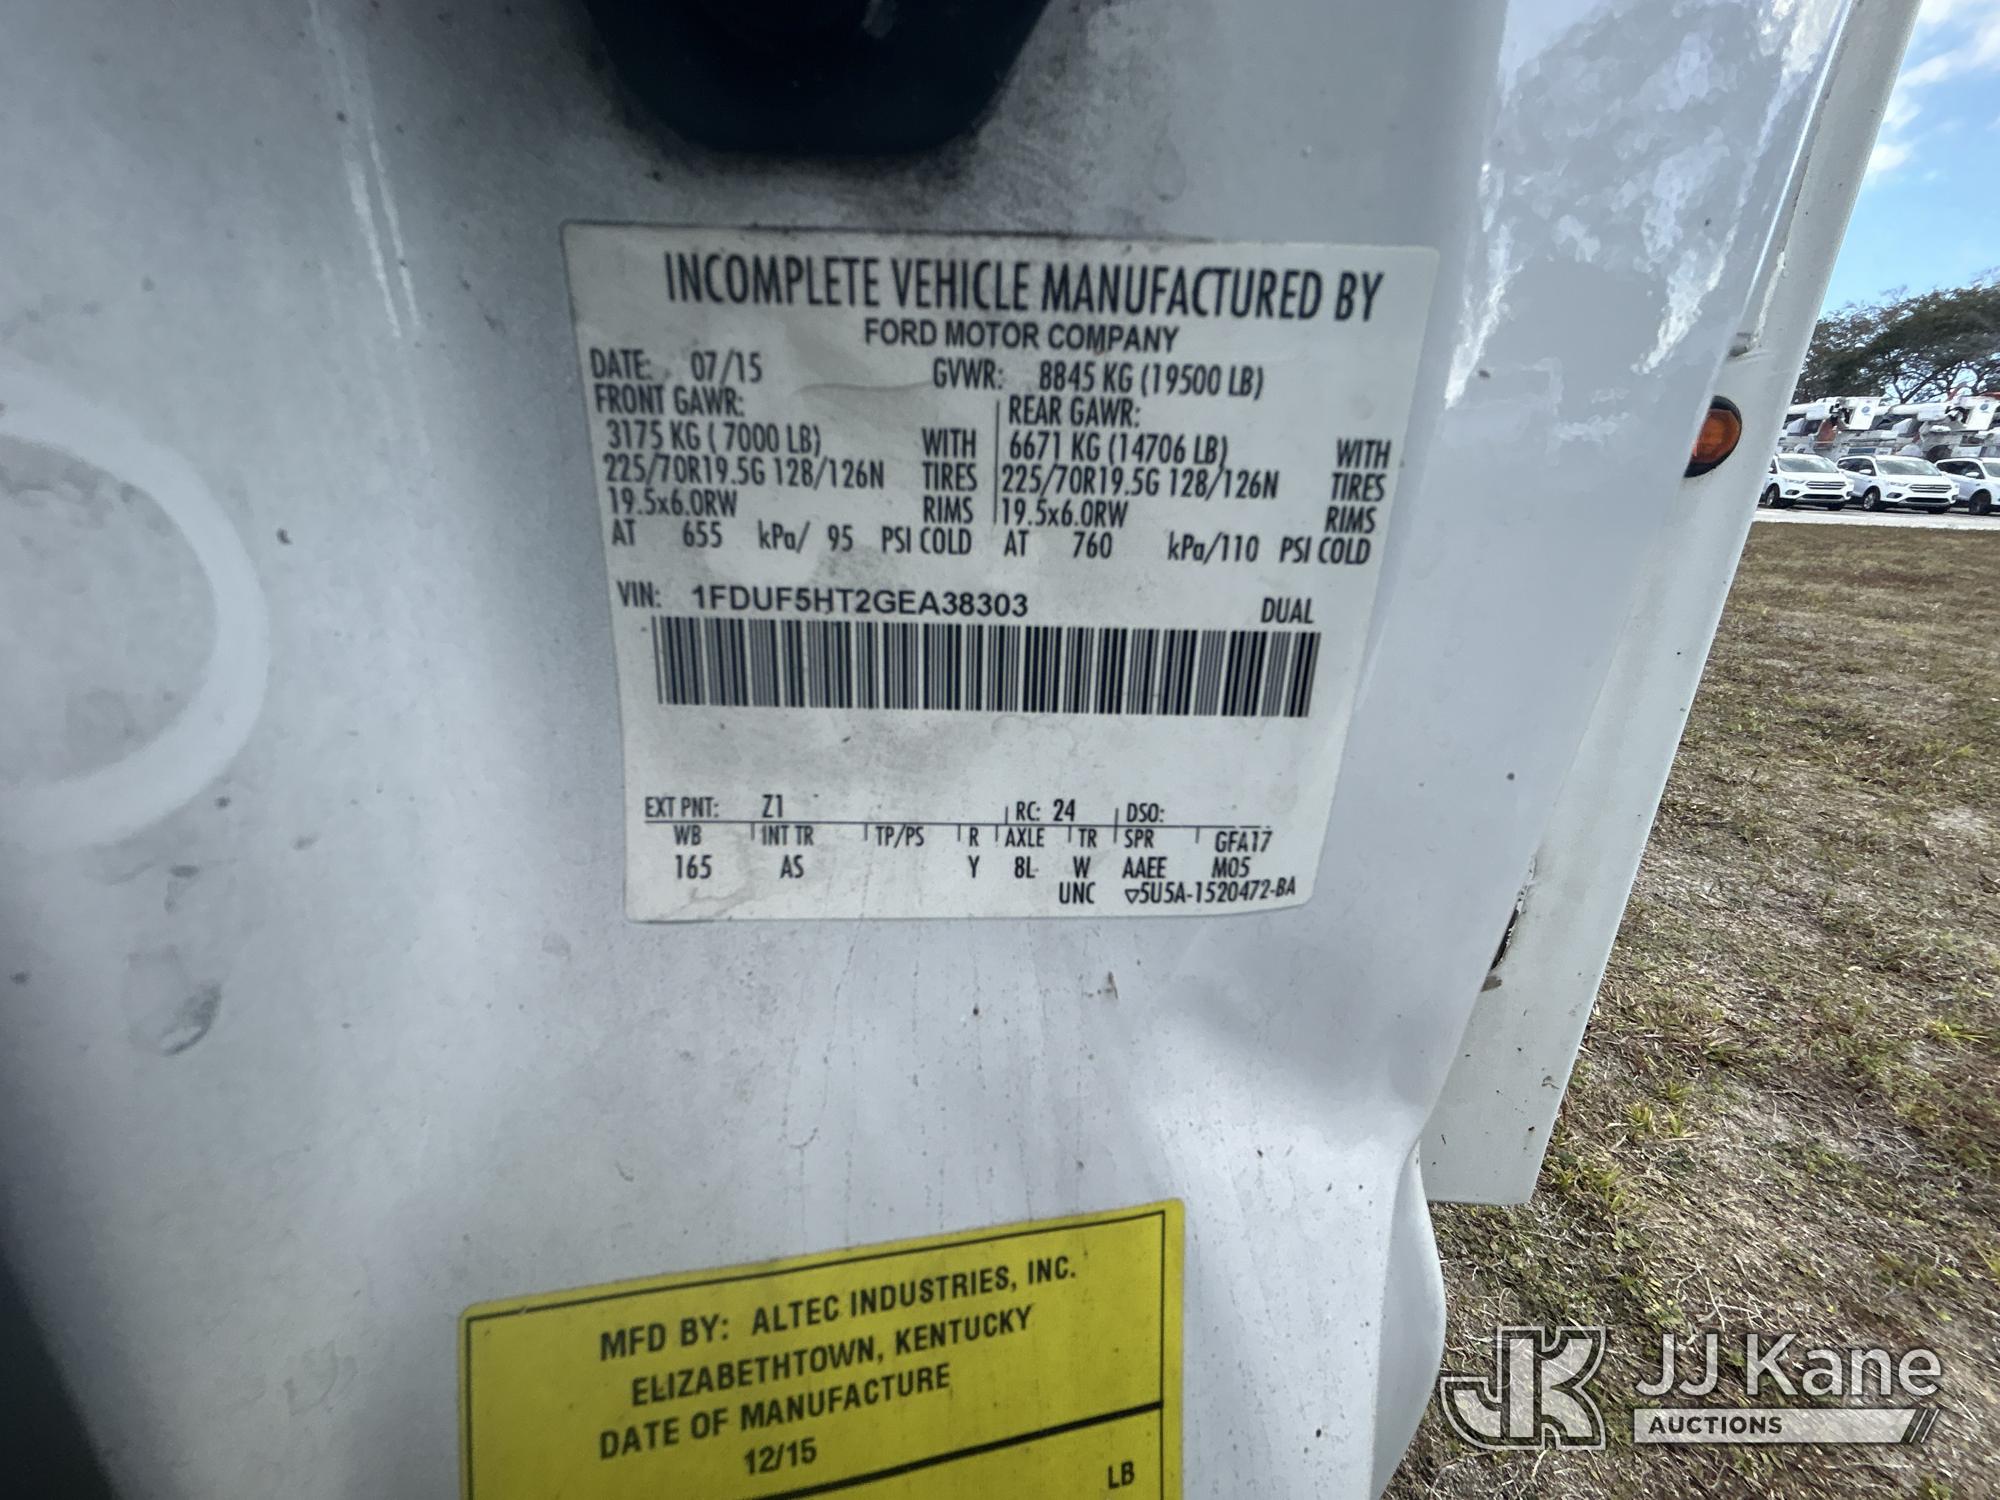 INCOMPLETE VEHICLE MANUFACTURED BY
FORD MOTOR COMPANY
DATE: 07/15 GVWR: 8845 KG (19500 LB)
FRONT GAWR: REAR GAWR:
3175 KG ( 7000 LB) WITH 6671 KG (14706 LB) WITH
225/70R19.5G 128/126N TIRES 225/70R19.5G 128/126N TIRES
19.5x6.0RW RIMS 19.5x6.0RW RIMS
AT 655 kPa/ 95 PSI COLD AT 760 kPa/110 PSI COLD
VIN: 1FDUF5HT2GEA38303 DUAL
EXT PNT: Z1 RC: 24 DSO:
WB INT TR TP/PS R AXLE TR SPR GFA17
165 AS Y 8L W AAEE M05
UNC ▽5U5A-1520472-BA
MFD BY: ALTEC INDUSTRIES, INC.
ELIZABETHTOWN, KENTUCKY
DATE OF MANUFACTURE
12/15
LB
JK JJ Kane
AUCTIONS